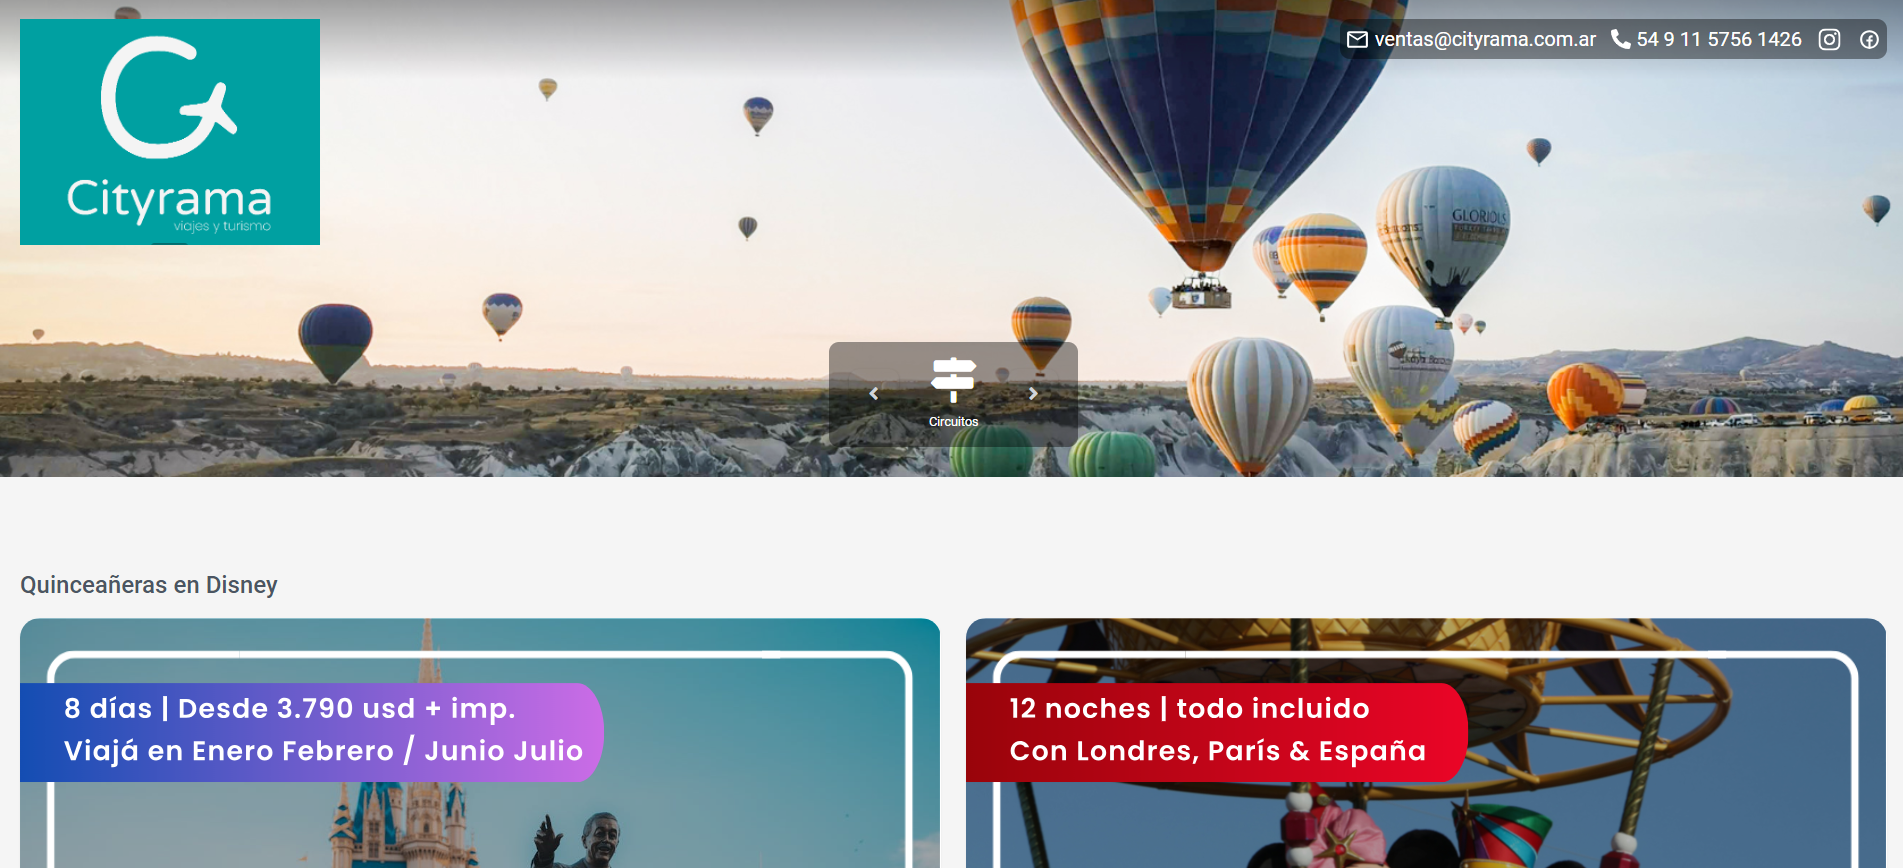 Cityrama
viajes y turismo
ventas@cityrama.com.ar 54 9 11 5756 1426
GLORIOUS
Circuitos
Quinceañeras en Disney
8 días | Desde 3.790 usd + imp.
Viajá en Enero Febrero / Junio Julio
12 noches | todo incluido
Con Londres, París & España